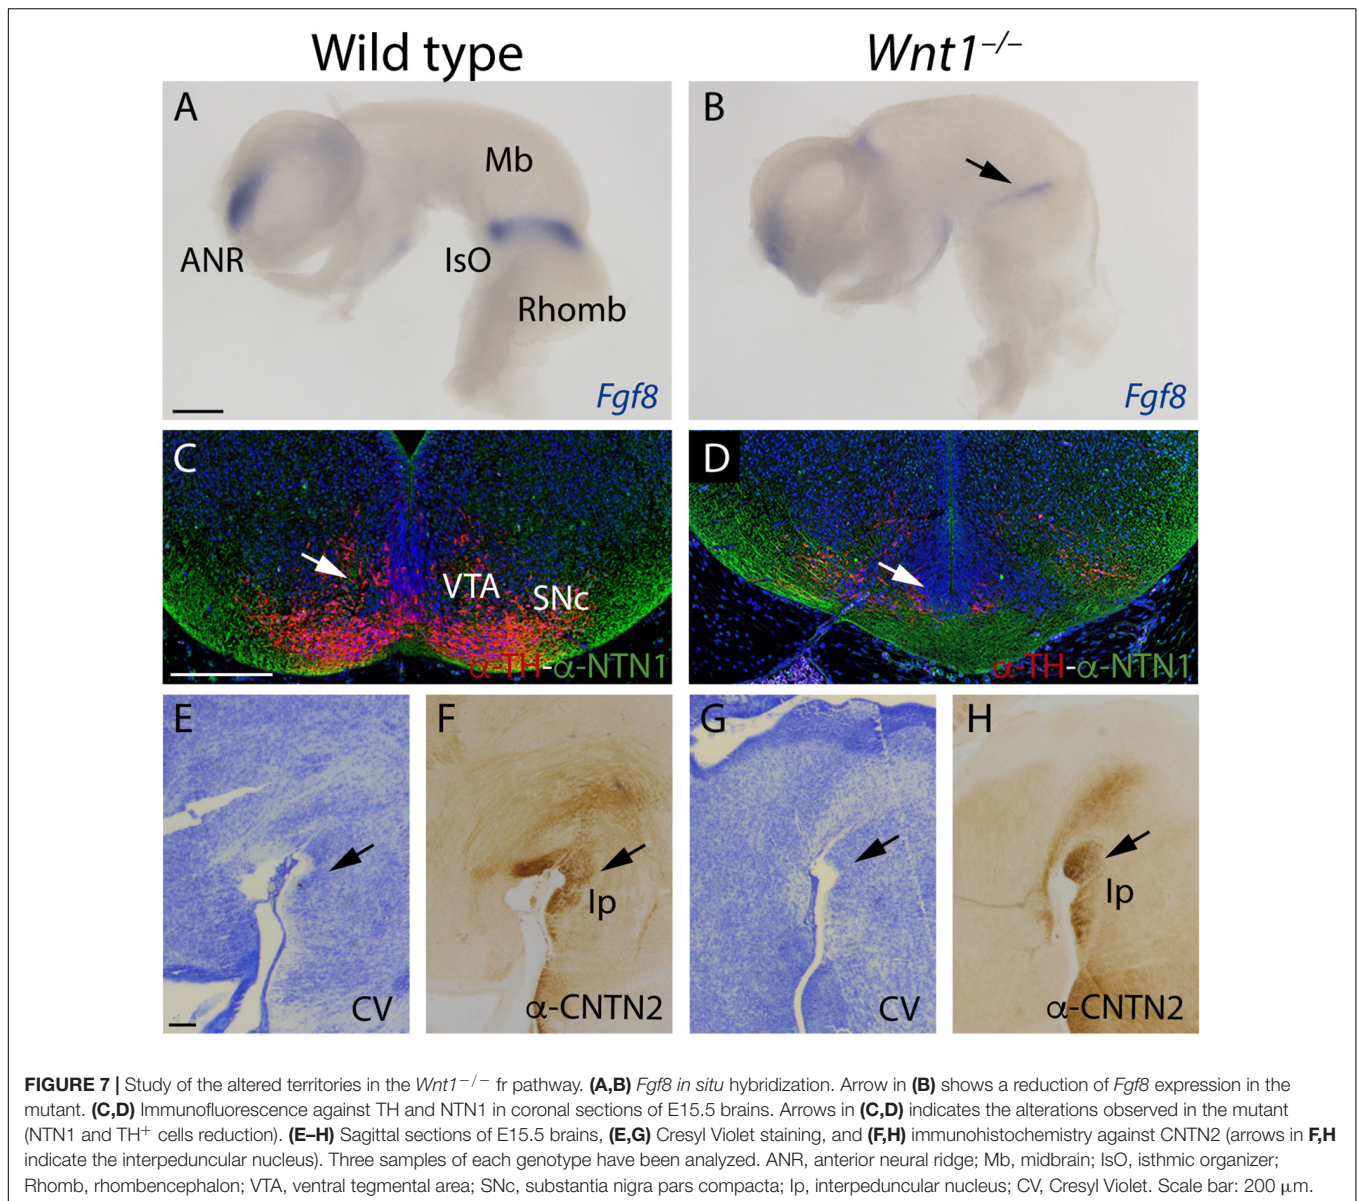 Wild type
Wnt1−/−
A
Mb
ANR
IsO
Rhomb
Fgf8
B
Fgf8
C
VTA
SNc
α-TH-α-NTN1
D
α-TH-α-NTN1
E
CV
F
Ip
α-CNTN2
G
CV
H
Ip
α-CNTN2
FIGURE 7 | Study of the altered territories in the Wnt1−/− fr pathway. (A,B) Fgf8 in situ hybridization. Arrow in (B) shows a reduction of Fgf8 expression in the
mutant. (C,D) Immunofluorescence against TH and NTN1 in coronal sections of E15.5 brains. Arrows in (C,D) indicates the alterations observed in the mutant
(NTN1 and TH+ cells reduction). (E–H) Sagittal sections of E15.5 brains, (E,G) Cresyl Violet staining, and (F,H) immunohistochemistry against CNTN2 (arrows in F,H
indicate the interpeduncular nucleus). Three samples of each genotype have been analyzed. ANR, anterior neural ridge; Mb, midbrain; IsO, isthmic organizer;
Rhomb, rhombencephalon; VTA, ventral tegmental area; SNc, substantia nigra pars compacta; Ip, interpeduncular nucleus; CV, Cresyl Violet. Scale bar: 200 μm.